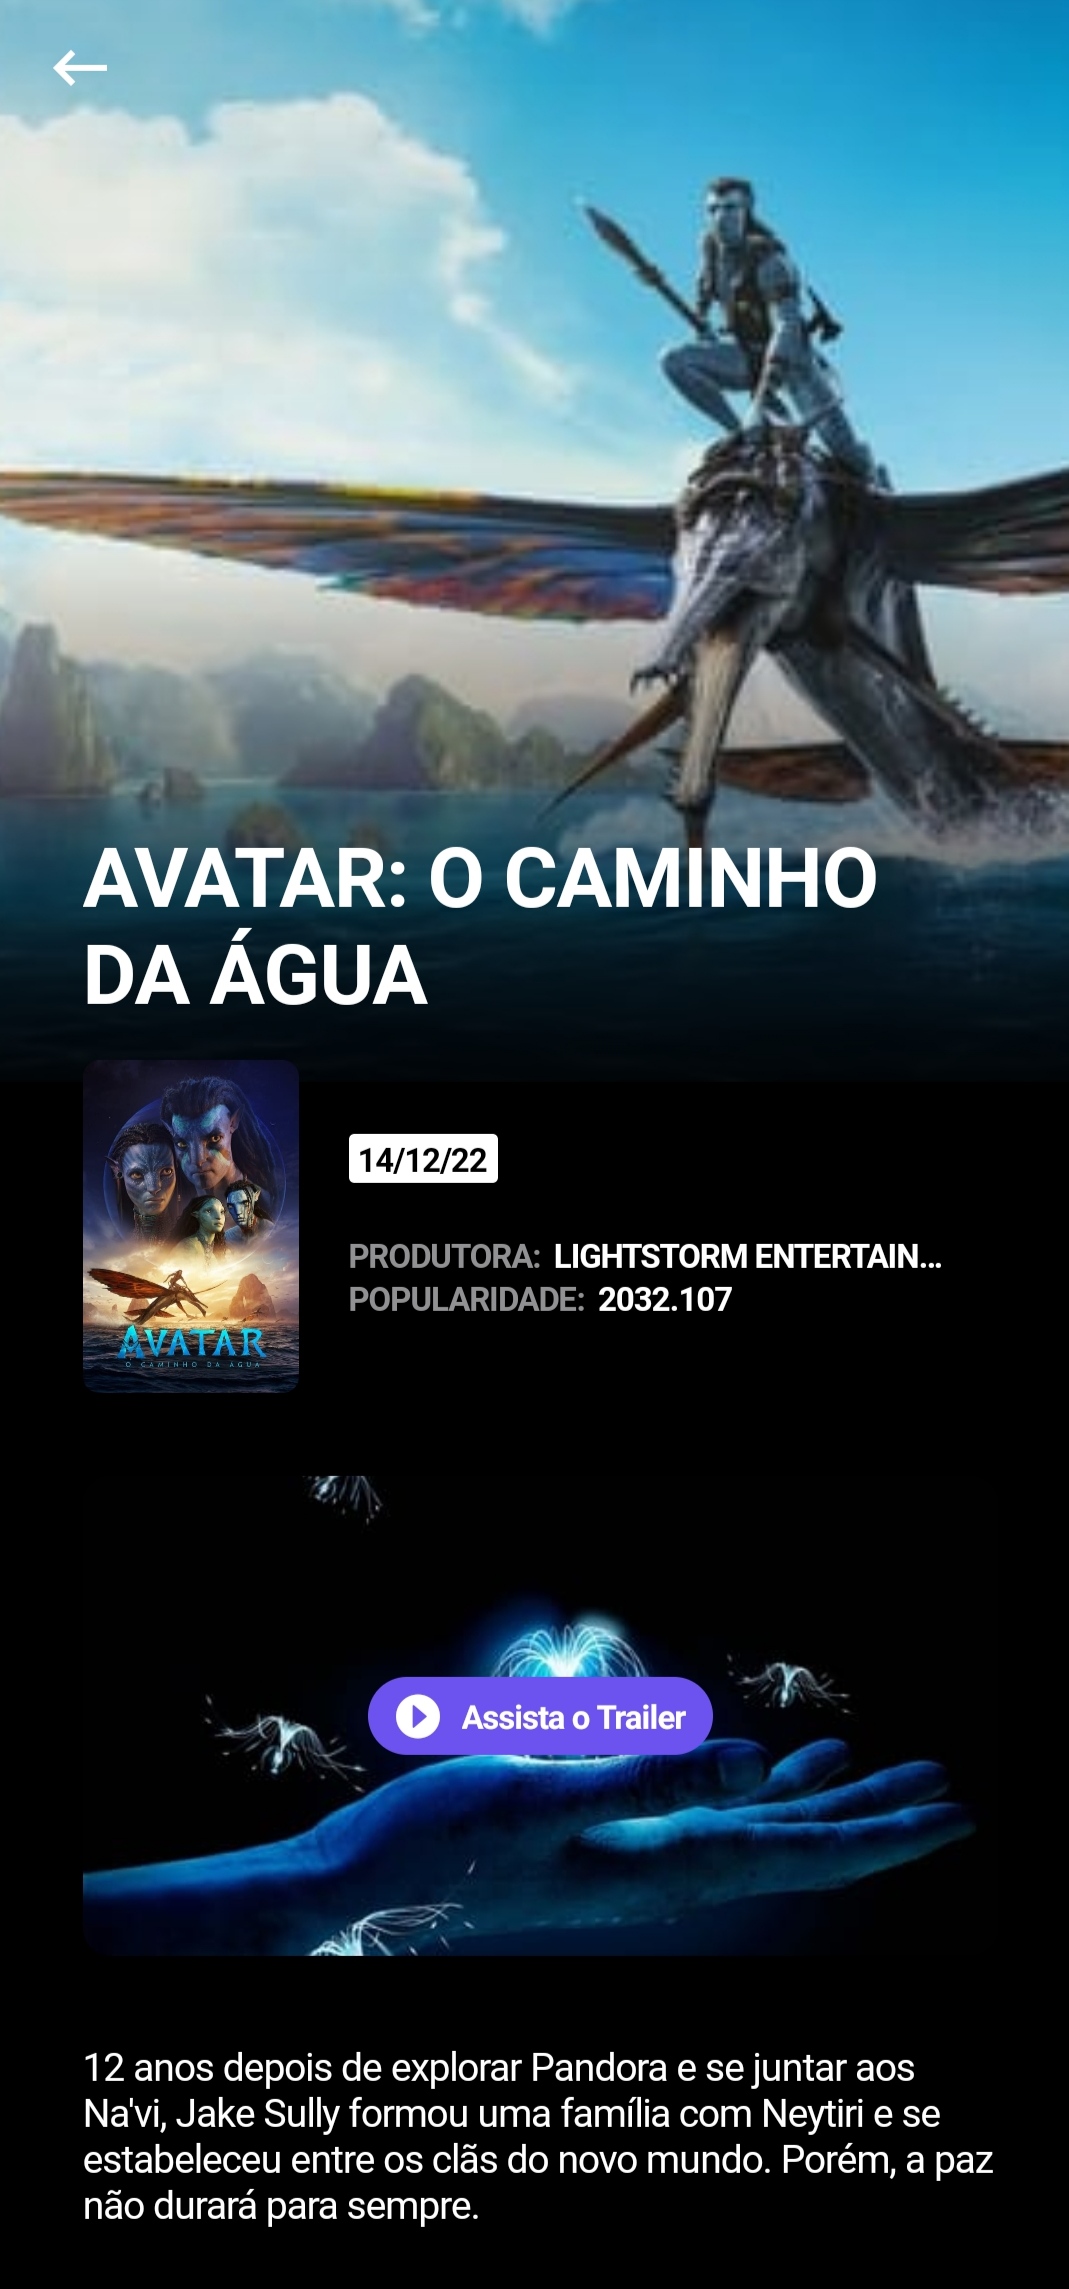 AVATAR: O CAMINHO
DA ÁGUA
AVATAR
O CAMINHO DA ÁGUA
14/12/22
PRODUTORA: LIGHTSTORM ENTERTAIN...
POPULARIDADE: 2032.107
Assista o Trailer
12 anos depois de explorar Pandora e se juntar aos
Na'vi, Jake Sully formou uma família com Neytiri e se
estabeleceu entre os clãs do novo mundo. Porém, a paz
não durará para sempre.